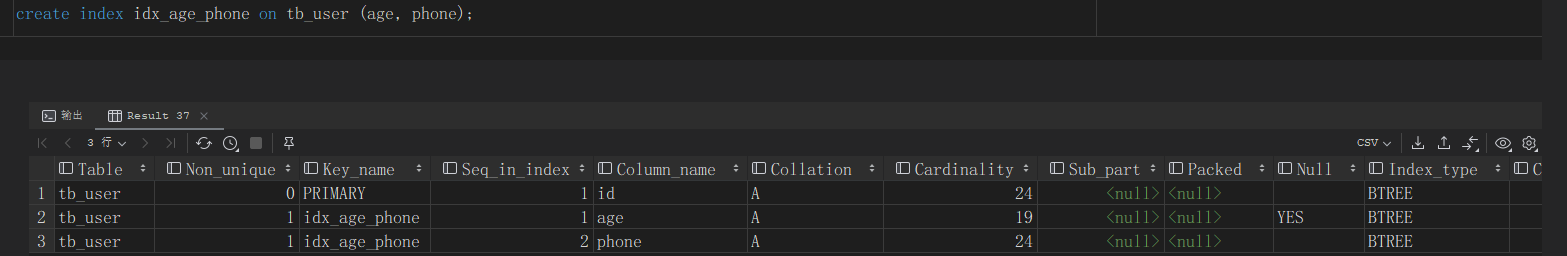 create index idx_age_phone on tb_user (age, phone);
输出 Result 37
3 行 CSV
Table Non_unique Key_name Seq_in_index Column_name Collation Cardinality Sub_part Packed Null Index_type C
1 tb_user 0 PRIMARY 1 id A 24 <null> <null> BTREE
2 tb_user 1 idx_age_phone 1 age A 19 <null> <null> YES BTREE
3 tb_user 1 idx_age_phone 2 phone A 24 <null> <null> BTREE